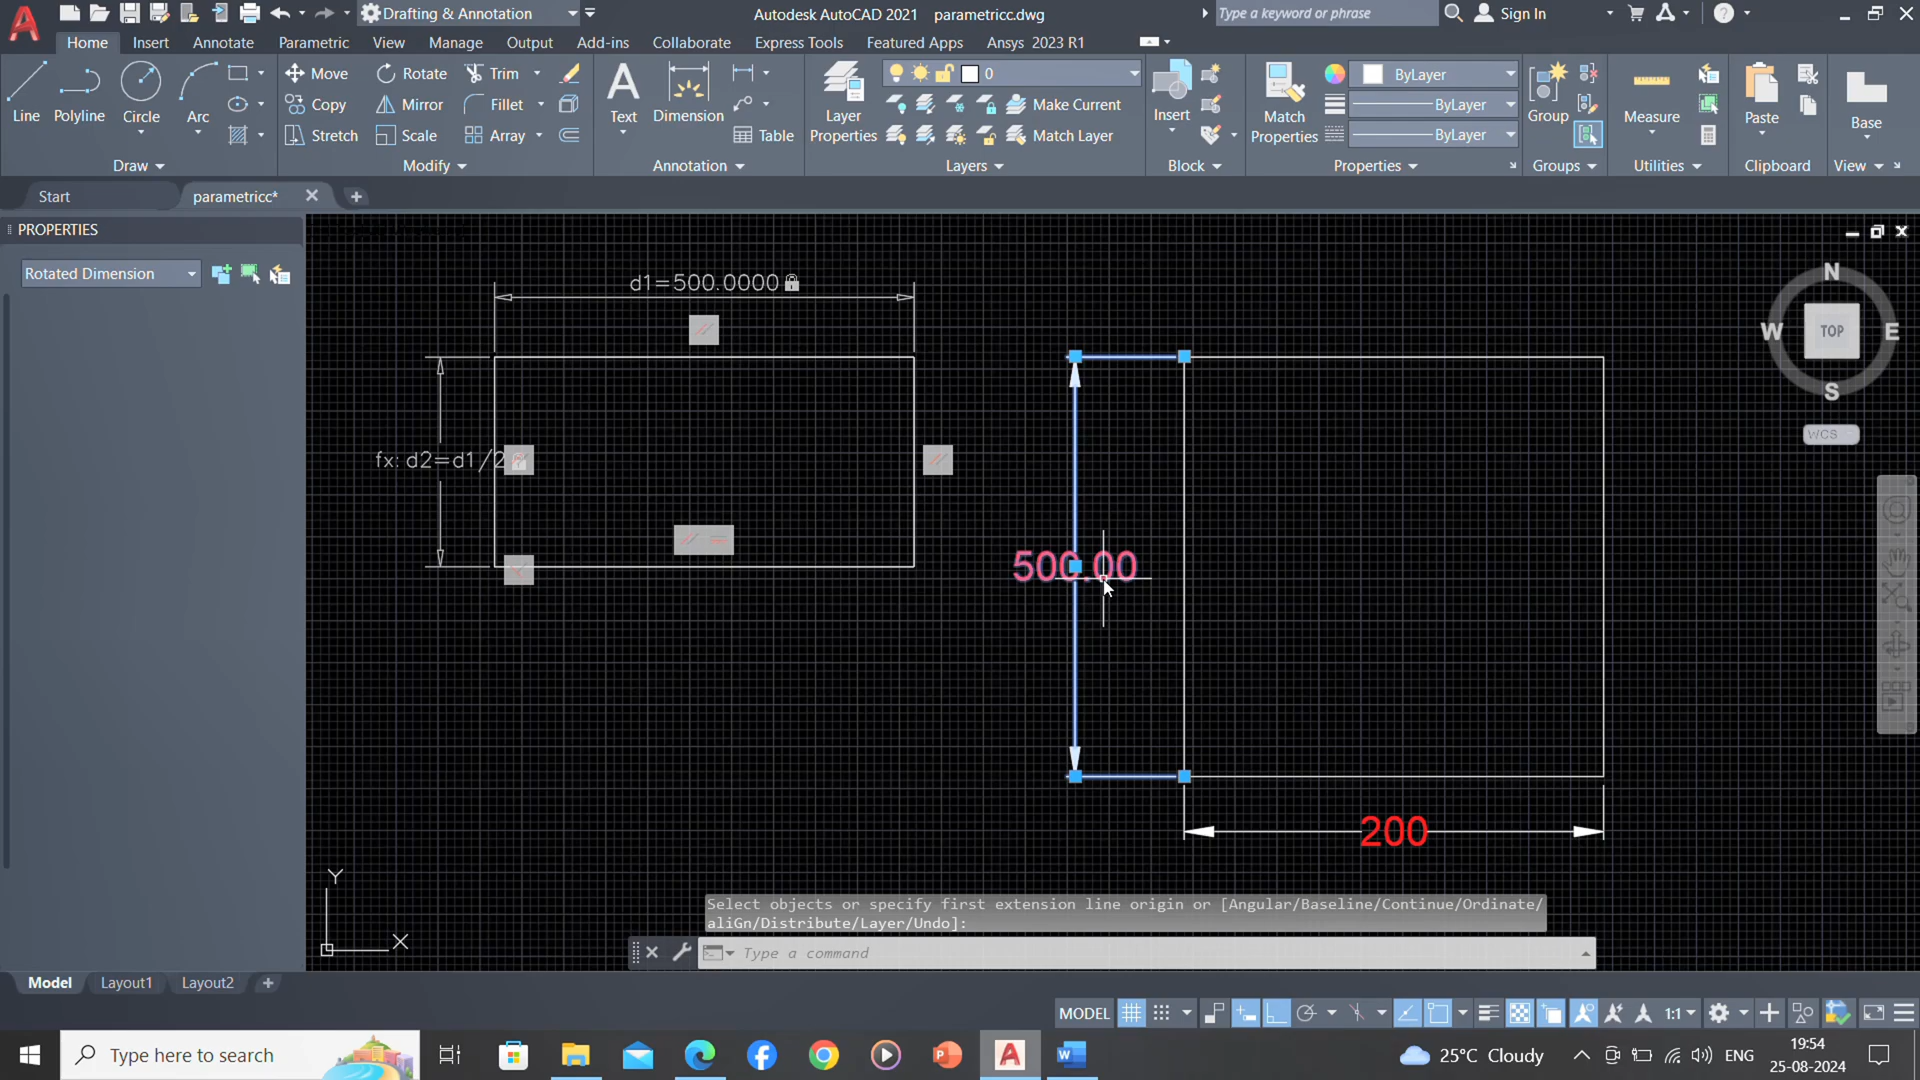 Drafting & Annotation
Autodesk AutoCAD 2021 parametricc.dwg
Type a keyword or phrase
Sign In
Home Insert Annotate Parametric View Manage Output Add-ins Collaborate Express Tools Featured Apps Ansys 2023 R1
Line
Polyline
Circle
Arc
Draw
Move
Rotate
Trim
Copy
Mirror
Fillet
Stretch
Scale
Array
Modify
Text
Dimension
Table
Annotation
Layer
Properties
0
Make Current
Match Layer
Layers
Insert
Block
Match
Properties
ByLayer
ByLayer
ByLayer
Properties
Group
Groups
Measure
Utilities
Paste
Clipboard
Base
View
Start
parametricc*
PROPERTIES
Rotated Dimension
d1=500.0000
fx: d2=d1/2
500.00
200
N
W
TOP
E
S
WCS
Y
X
Select objects or specify first extension line origin or [Angular/Baseline/Continue/Ordinate/
aliGn/Distribute/Layer/Undo]:
Type a command
Model Layout1 Layout2
MODEL
1:1
Type here to search
25°C Cloudy
ENG
19:54
25-08-2024